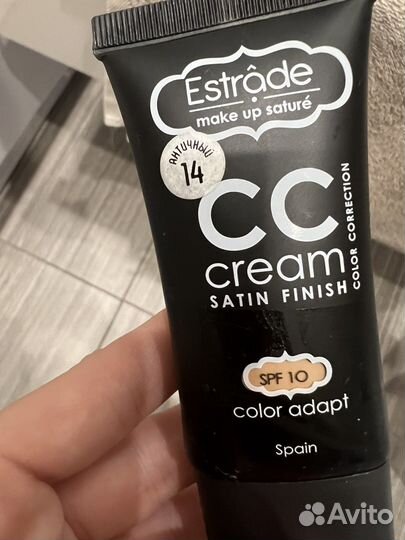 Estrâde
make up saturé
АНТИЧНЫЙ
14
CC
cream
SATIN FINISH
COLOR CORRECTION
SPF 10
color adapt
Spain
Avito